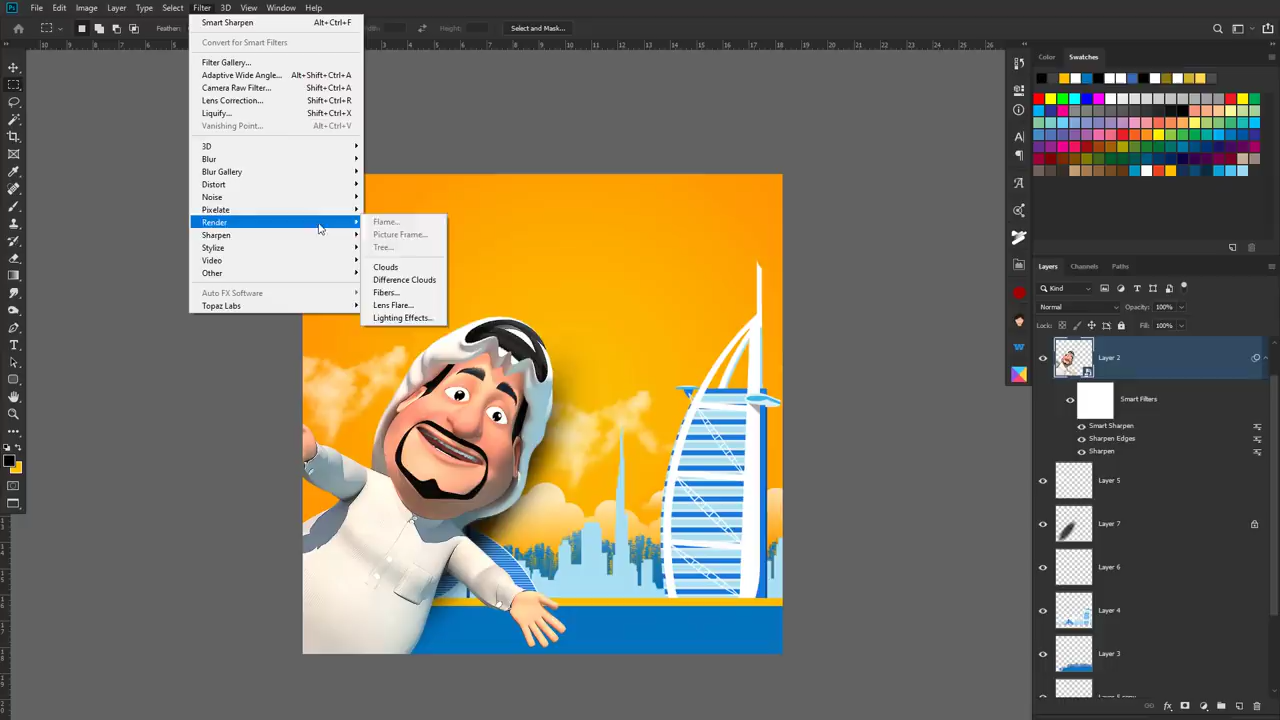 Ps File Edit Image Layer Type Select Filter 3D View Window Help
Feather: Height: Select and Mask...
Smart Sharpen Alt+Ctrl+F
Convert for Smart Filters
Filter Gallery...
Adaptive Wide Angle... Alt+Shift+Ctrl+A
Camera Raw Filter... Shift+Ctrl+A
Lens Correction... Shift+Ctrl+R
Liquify... Shift+Ctrl+X
Vanishing Point... Alt+Ctrl+V
3D
Blur
Blur Gallery
Distort
Noise
Pixelate
Render
Sharpen
Stylize
Video
Other
Auto FX Software
Topaz Labs
Flame...
Picture Frame...
Tree...
Clouds
Difference Clouds
Fibers...
Lens Flare...
Lighting Effects...
Color Swatches
Layers Channels Paths
Kind
Normal Opacity: 100%
Lock: Fill: 100%
Layer 2
Smart Filters
Smart Sharpen
Sharpen Edges
Sharpen
Layer 5
Layer 7
Layer 6
Layer 4
Layer 3